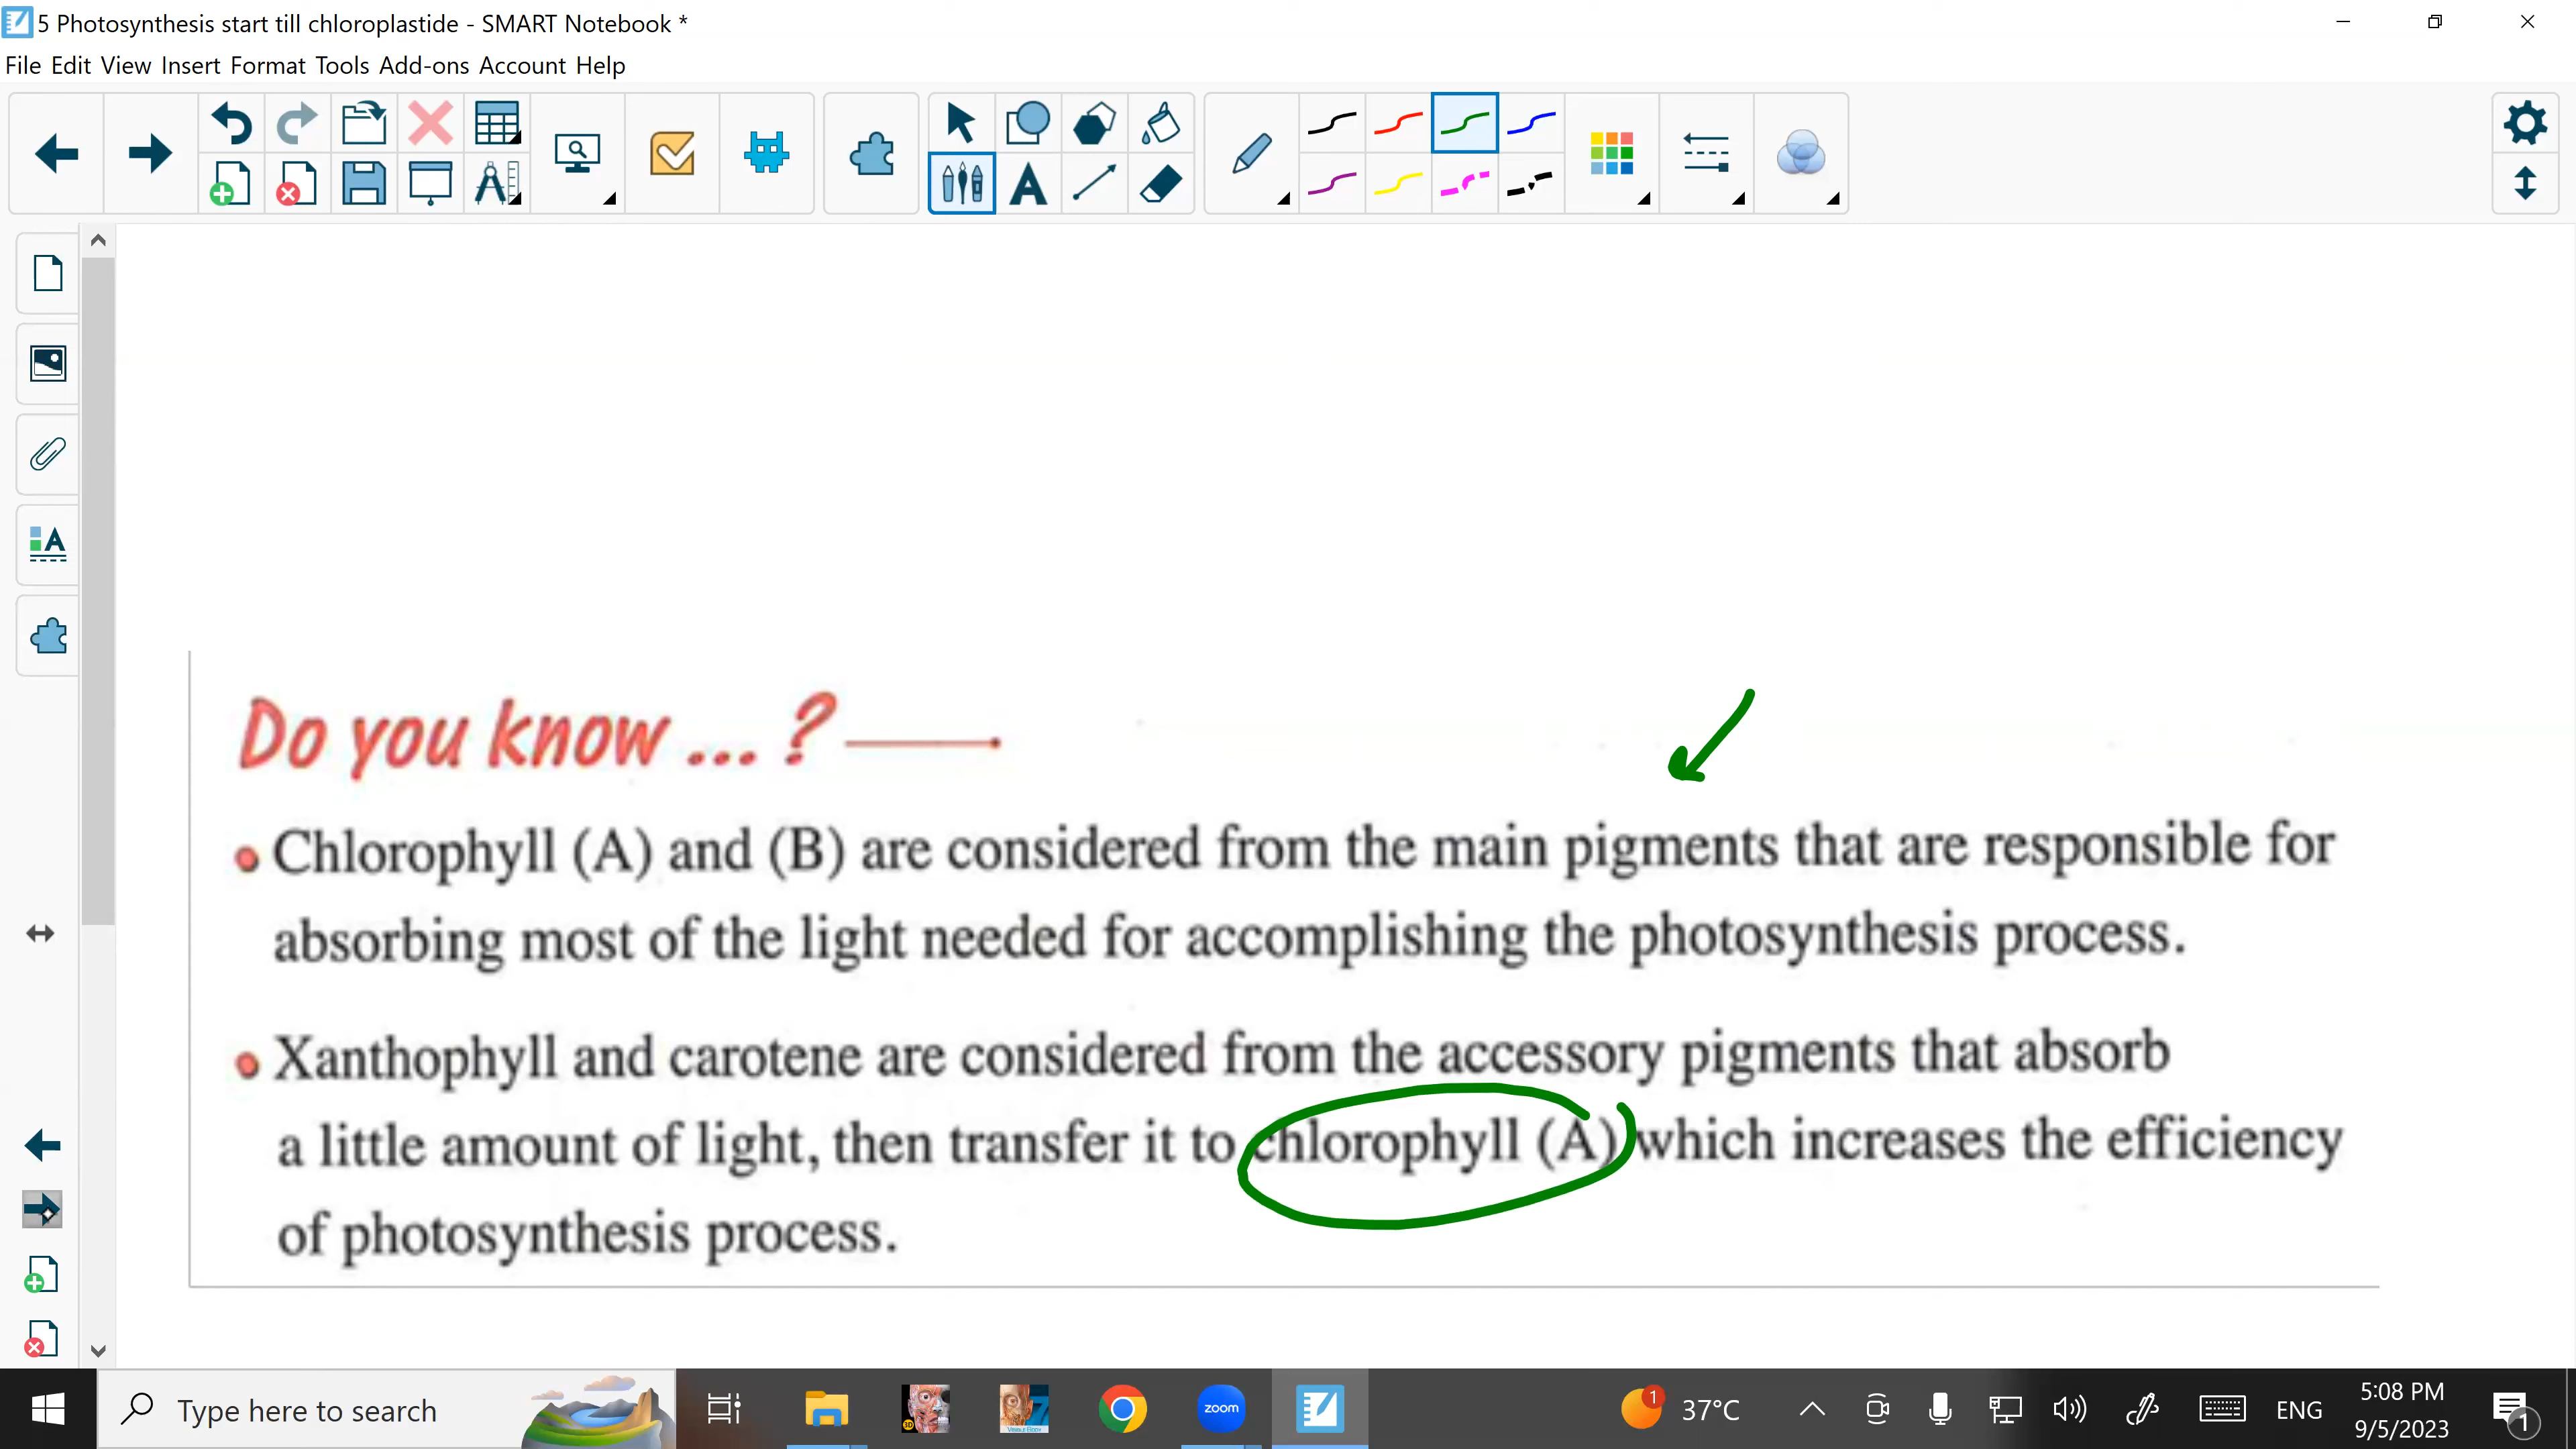 5 Photosynthesis start till chloroplastide - SMART Notebook *
File Edit View Insert Format Tools Add-ons Account Help
Do you know ... ?
• Chlorophyll (A) and (B) are considered from the main pigments that are responsible for
absorbing most of the light needed for accomplishing the photosynthesis process.
• Xanthophyll and carotene are considered from the accessory pigments that absorb
a little amount of light, then transfer it to chlorophyll (A) which increases the efficiency
of photosynthesis process.
Type here to search
zoom
1
37°C
ENG
5:08 PM
9/5/2023
1